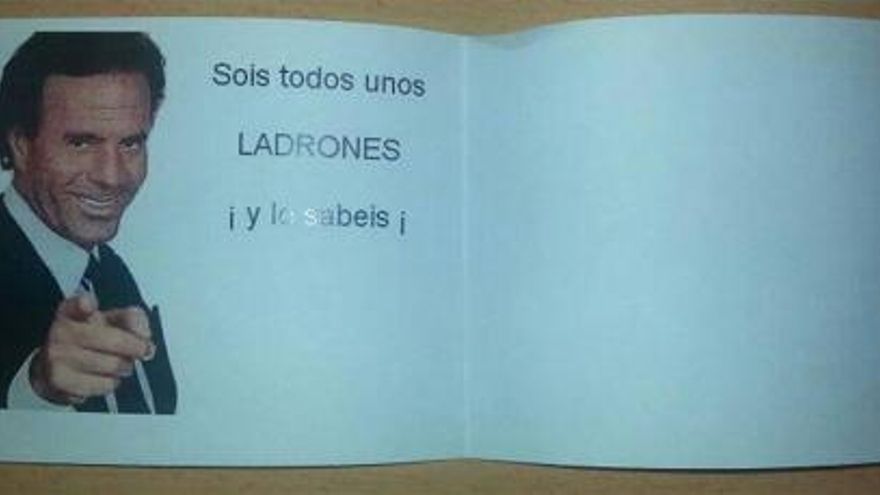 Sois todos unos
LADRONES
¡ y lo sabeis ¡